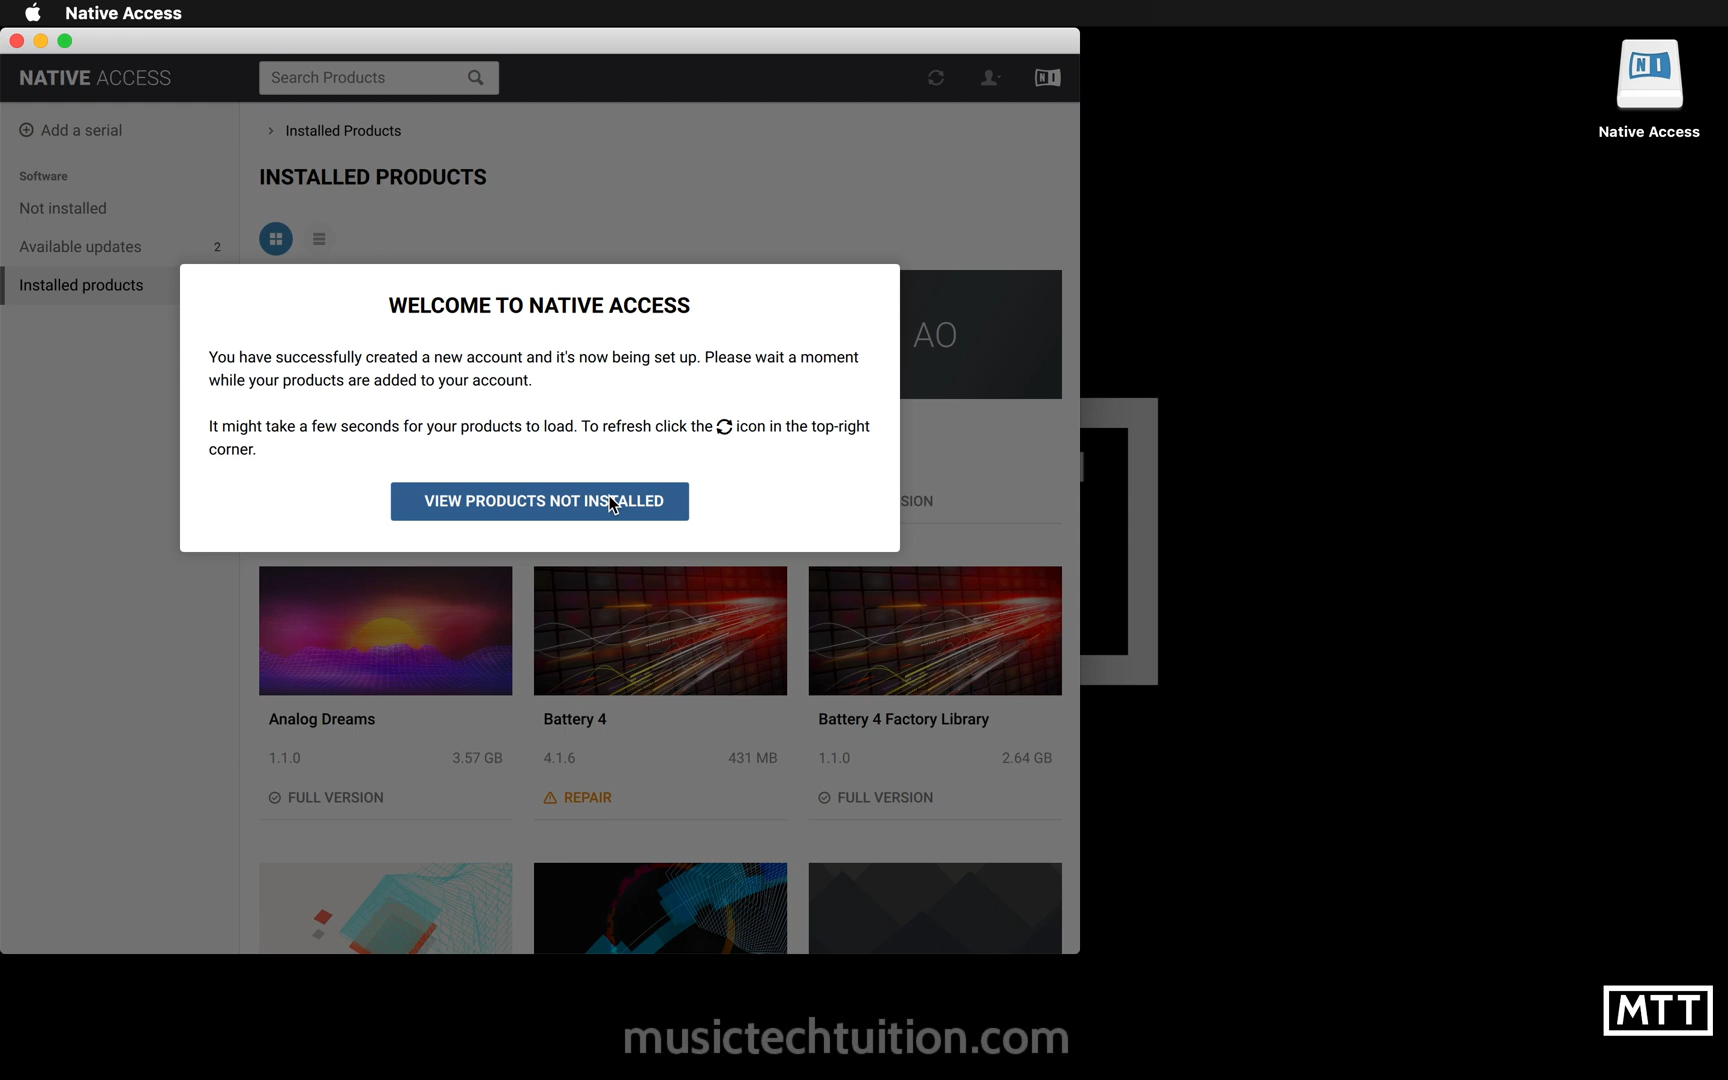 Native Access
NATIVE ACCESS
Search Products
NI
NI
Native Access
Add a serial
Installed Products
Software
INSTALLED PRODUCTS
Not installed
Available updates 2
Installed products
WELCOME TO NATIVE ACCESS
AO
You have successfully created a new account and it's now being set up. Please wait a moment
while your products are added to your account.
It might take a few seconds for your products to load. To refresh click the icon in the top-right
corner.
VIEW PRODUCTS NOT INSTALLED
SION
Analog Dreams
1.1.0 3.57 GB
FULL VERSION
Battery 4
4.1.6 431 MB
REPAIR
Battery 4 Factory Library
1.1.0 2.64 GB
FULL VERSION
MTT
musictechtuition.com